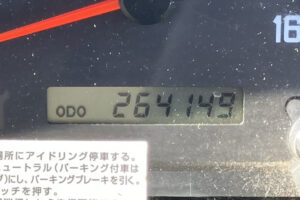 16
ODO 264149
場所にアイドリング停車する。
ュートラル(パーキング付車は
にし、パーキングブレーキを引く。
ッチを押す。